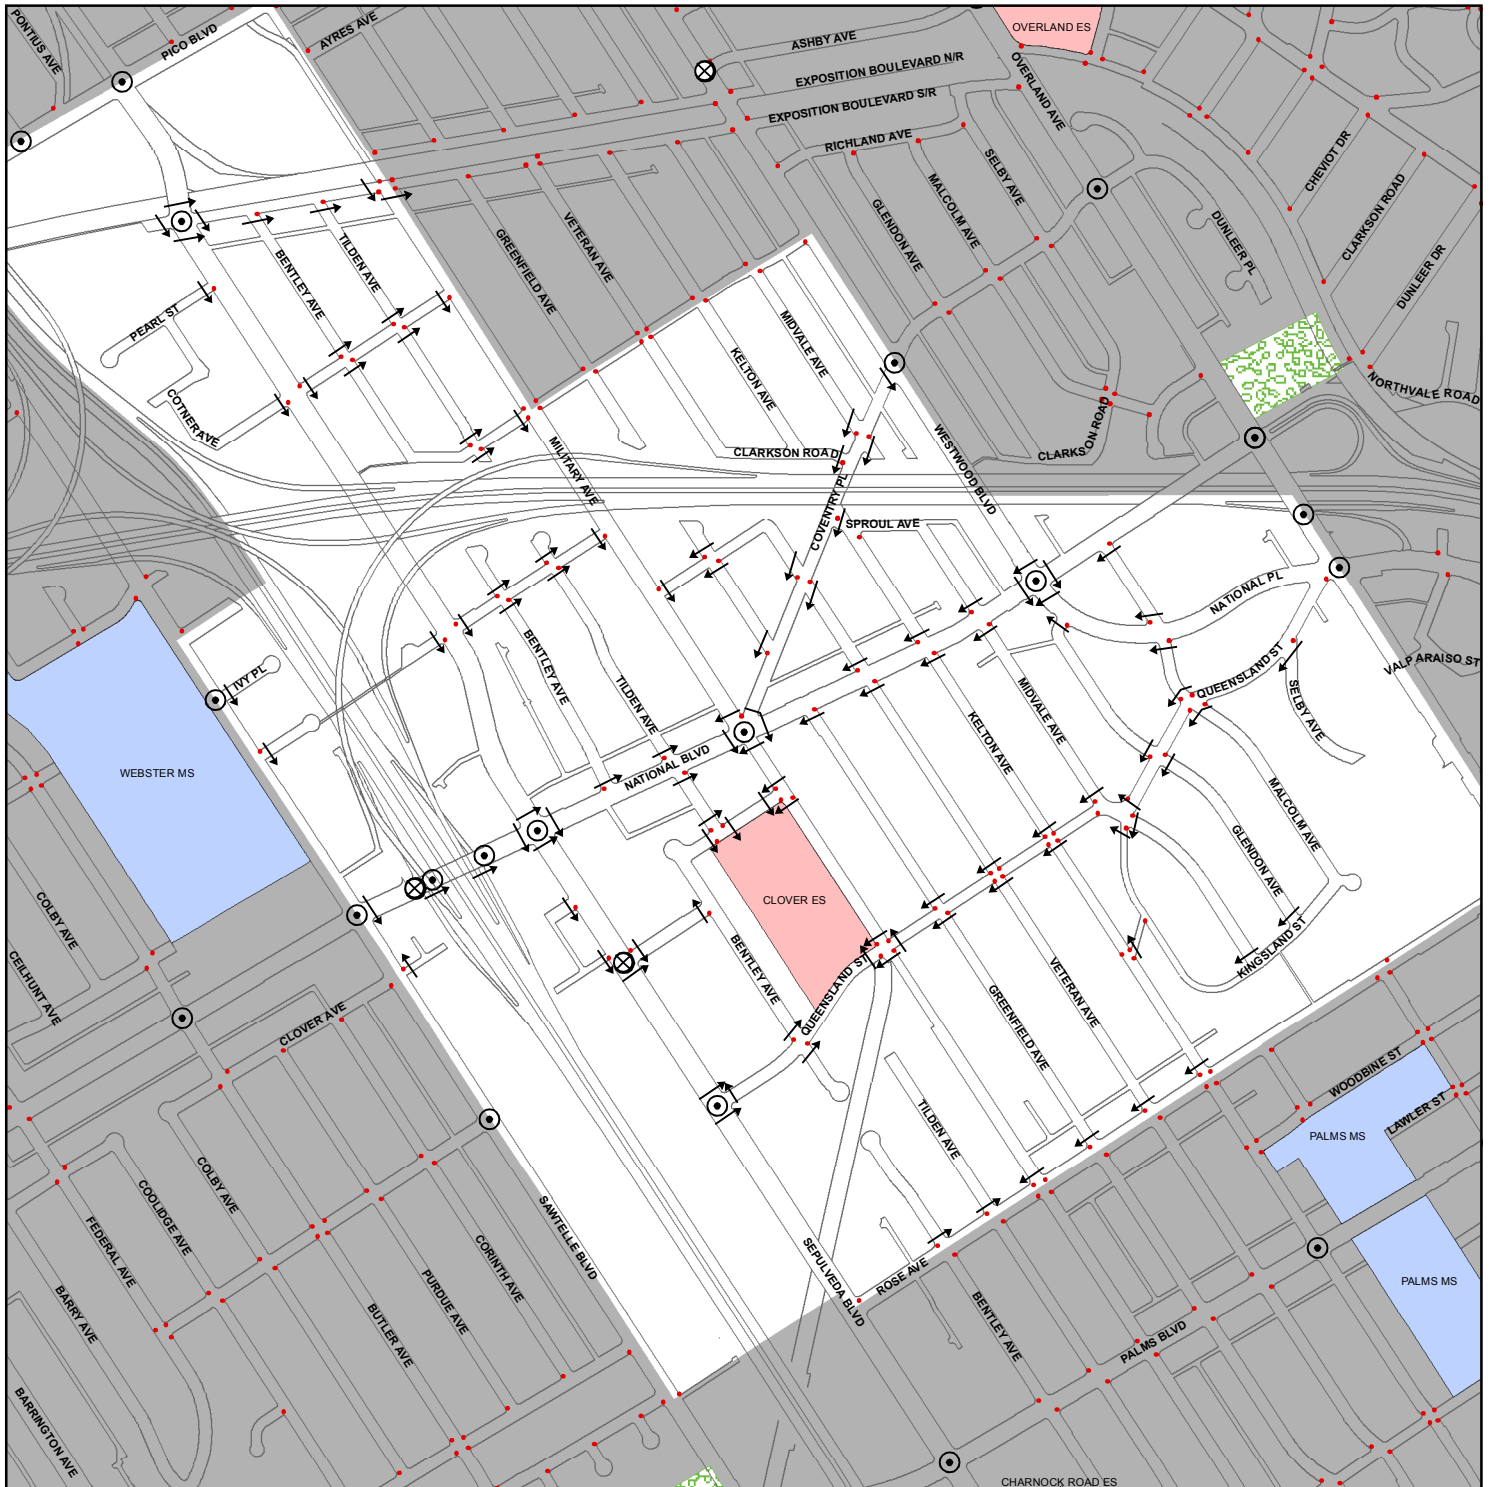 PONTIUS AVE
PICO BLVD
AYRES AVE
ASHBY AVE
OVERLAND ES
EXPOSITION BOULEVARD N/R
EXPOSITION BOULEVARD S/R
OVERLAND AVE
RICHLAND AVE
SELBY AVE
CHEVIOT DR
MALCOLM AVE
GLENDON AVE
CLARKSON ROAD
DUNLEER PL
DUNLEER DR
VETERAN AVE
GREENFIELD AVE
TILDEN AVE
BENTLEY AVE
PEARL ST
MIDVALE AVE
KELTON AVE
NORTHVALE ROAD
COTNER AVE
MILITARY AVE
CLARKSON ROAD
WESTWOOD BLVD
CLARKSON ROAD
COVENTRY PL
SPROUL AVE
NATIONAL PL
QUEENSLAND ST
VALPARAISO ST
SELBY AVE
IVY PL
BENTLEY AVE
TILDEN AVE
MIDVALE AVE
KELTON AVE
NATIONAL BLVD
WEBSTER MS
MALCOLM AVE
GLENDON AVE
COLBY AVE
CLOVER ES
KINGSLAND ST
CEILHUNT AVE
BENTLEY AVE
QUEENSLAND ST
VETERAN AVE
GREENFIELD AVE
CLOVER AVE
WOODBINE ST
LAWLER ST
PALMS MS
TILDEN AVE
COLBY AVE
COOLIDGE AVE
FEDERAL AVE
SAWTELLE BLVD
CORINTH AVE
PURDUE AVE
SEPULVEDA BLVD
ROSE AVE
PALMS MS
BARRY AVE
BUTLER AVE
BENTLEY AVE
PALMS BLVD
BARRINGTON AVE
CHARNOCK ROAD ES